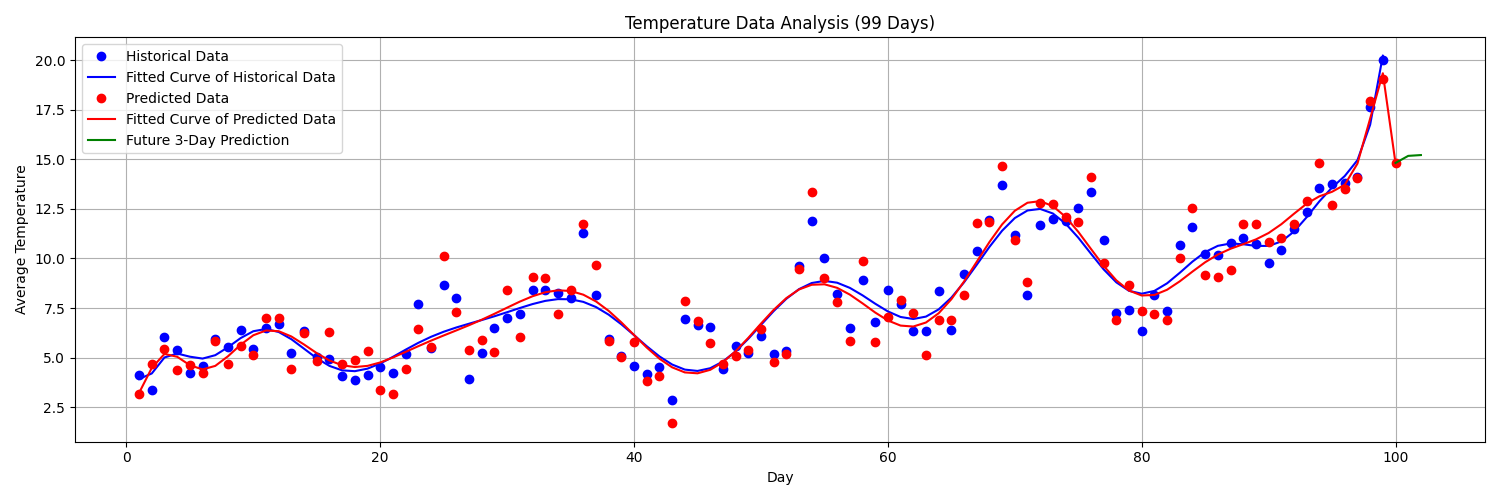 Temperature Data Analysis (99 Days)
Historical Data
Fitted Curve of Historical Data
Predicted Data
Fitted Curve of Predicted Data
Future 3-Day Prediction
Average Temperature
20.0
17.5
15.0
12.5
10.0
7.5
5.0
2.5
0 20 40 60 80 100
Day